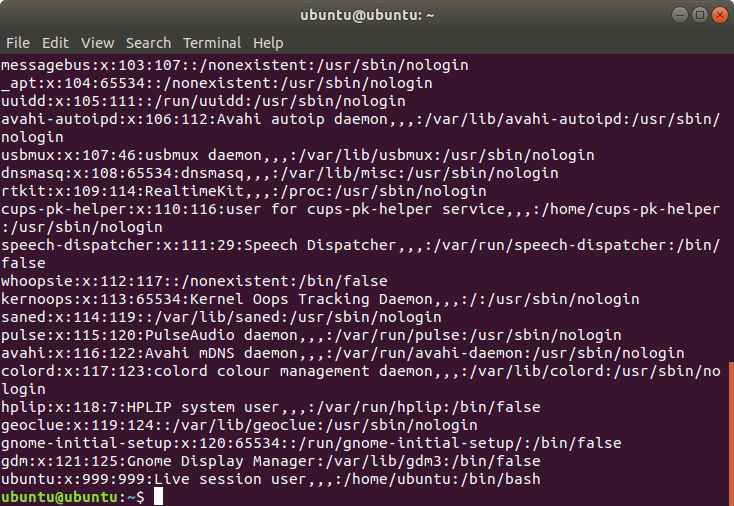 ubuntu@ubuntu: ~
File Edit View Search Terminal Help
messagebus:x:103:107::/nonexistent:/usr/sbin/nologin
_apt:x:104:65534::/nonexistent:/usr/sbin/nologin
uuidd:x:105:111::/run/uuidd:/usr/sbin/nologin
avahi-autoipd:x:106:112:Avahi autoip daemon,,,:/var/lib/avahi-autoipd:/usr/sbin/
nologin
usbmux:x:107:46:usbmux daemon,,,:/var/lib/usbmux:/usr/sbin/nologin
dnsmasq:x:108:65534:dnsmasq,,,:/var/lib/misc:/usr/sbin/nologin
rtkit:x:109:114:RealtimeKit,,,:/proc:/usr/sbin/nologin
cups-pk-helper:x:110:116:user for cups-pk-helper service,,,:/home/cups-pk-helper
:/usr/sbin/nologin
speech-dispatcher:x:111:29:Speech Dispatcher,,,:/var/run/speech-dispatcher:/bin/
false
whoopsie:x:112:117::/nonexistent:/bin/false
kernoops:x:113:65534:Kernel Oops Tracking Daemon,,,:/:/usr/sbin/nologin
saned:x:114:119::/var/lib/saned:/usr/sbin/nologin
pulse:x:115:120:PulseAudio daemon,,,:/var/run/pulse:/usr/sbin/nologin
avahi:x:116:122:Avahi mDNS daemon,,,:/var/run/avahi-daemon:/usr/sbin/nologin
colord:x:117:123:colord colour management daemon,,,:/var/lib/colord:/usr/sbin/no
login
hplip:x:118:7:HPLIP system user,,,:/var/run/hplip:/bin/false
geoclue:x:119:124::/var/lib/geoclue:/usr/sbin/nologin
gnome-initial-setup:x:120:65534::/run/gnome-initial-setup/:/bin/false
gdm:x:121:125:Gnome Display Manager:/var/lib/gdm3:/bin/false
ubuntu:x:999:999:Live session user,,,:/home/ubuntu:/bin/bash
ubuntu@ubuntu:~$